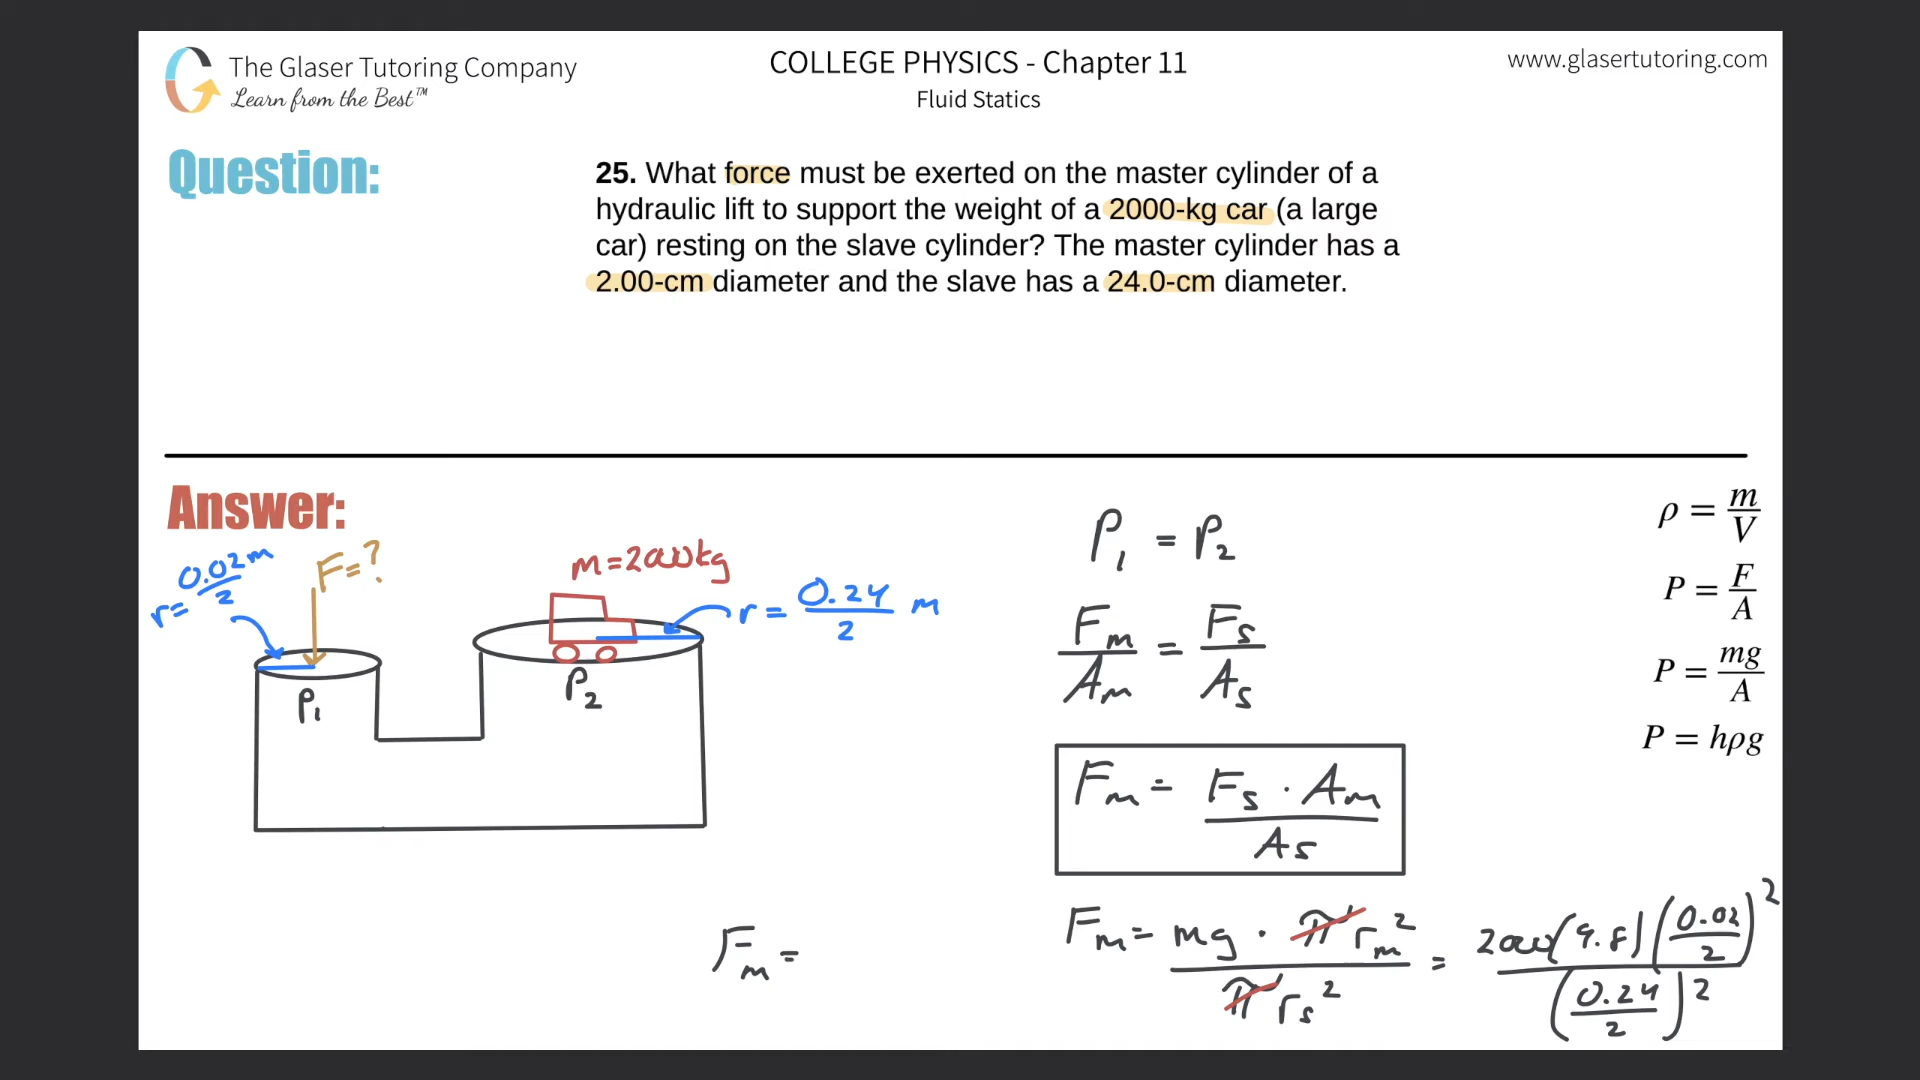 The Glaser Tutoring Company
Learn from the Best™
COLLEGE PHYSICS - Chapter 11
Fluid Statics
www.glasertutoring.com
Question:
25. What force must be exerted on the master cylinder of a
hydraulic lift to support the weight of a 2000-kg car (a large
car) resting on the slave cylinder? The master cylinder has a
2.00-cm diameter and the slave has a 24.0-cm diameter.
Answer:
r = 0.02m / 2
F = ?
m = 2000kg
r = 0.24 / 2 m
P₁
P₂
P₁ = P₂
Fm / Am = Fs / As
Fm = Fs · Am / As
Fm = mg · π rm² / π rs² = 2000(9.8)(0.02 / 2)² / (0.24 / 2)²
Fm =
ρ = m / V
P = F / A
P = mg / A
P = hρg